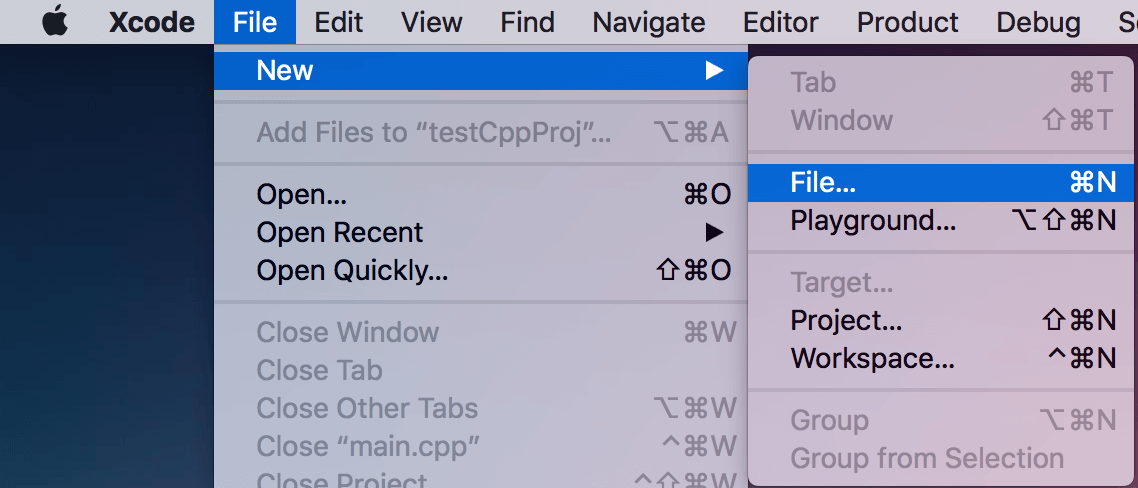 Xcode File Edit View Find Navigate Editor Product Debug
New ▶
Add Files to “testCppProj”... ⌥⌘A
Open... ⌘O
Open Recent ▶
Open Quickly... ⇧⌘O
Close Window ⌘W
Close Tab
Close Other Tabs ⌥⌘W
Close “main.cpp” ^⌘W
Close Project ^⇧⌘W
Tab ⌘T
Window ⇧⌘T
File... ⌘N
Playground... ⌥⇧⌘N
Target...
Project... ⇧⌘N
Workspace... ^⌘N
Group ⌥⌘N
Group from Selection